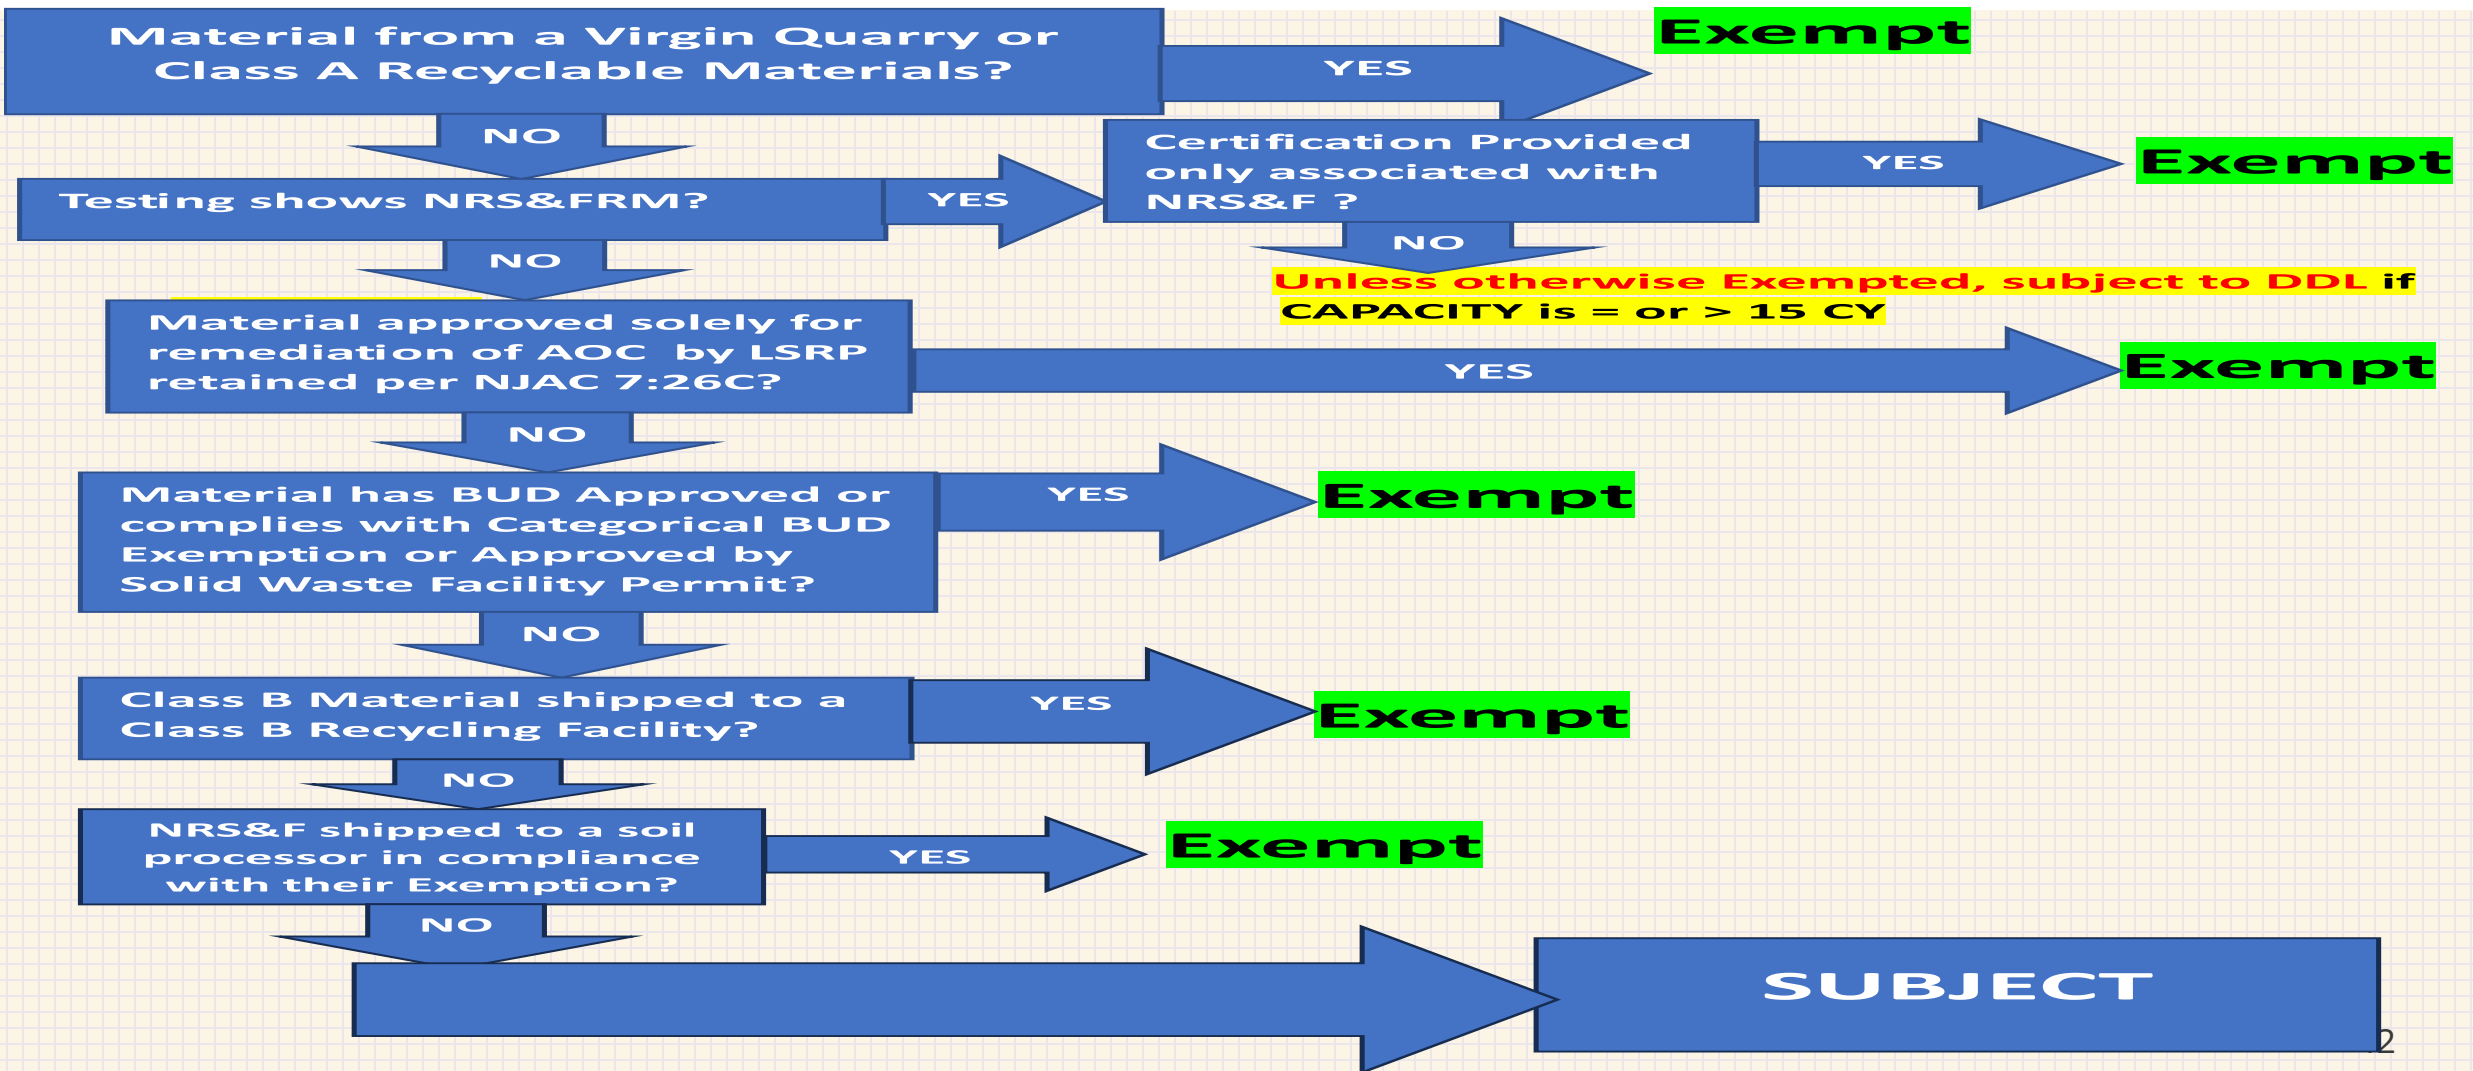 Material from a Virgin Quarry or
Class A Recyclable Materials?
YES
Exempt
NO
Testing shows NRS&FRM?
YES
Certification Provided
only associated with
NRS&F ?
YES
Exempt
NO
Unless otherwise Exempted, subject to DDL if
CAPACITY is = or > 15 CY
NO
Material approved solely for
remediation of AOC by LSRP
retained per NJAC 7:26C?
YES
Exempt
NO
Material has BUD Approved or
complies with Categorical BUD
Exemption or Approved by
Solid Waste Facility Permit?
YES
Exempt
NO
Class B Material shipped to a
Class B Recycling Facility?
YES
Exempt
NO
NRS&F shipped to a soil
processor in compliance
with their Exemption?
YES
Exempt
NO
SUBJECT